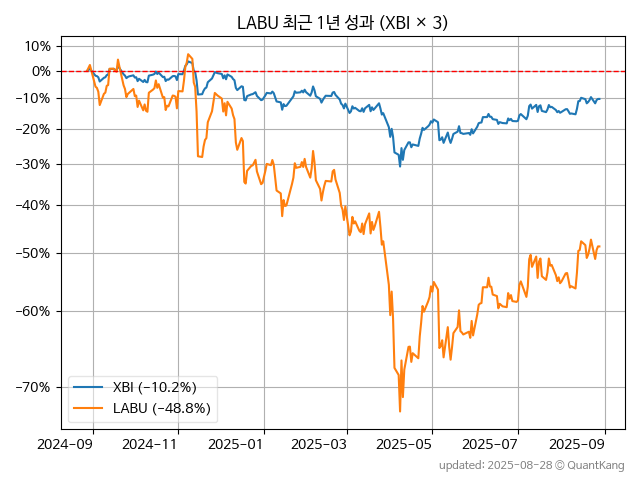 LABU 최근 1년 성과 (XBI × 3)
10%
0%
−10%
−20%
−30%
−40%
−50%
−60%
−70%
XBI (−10.2%)
LABU (−48.8%)
2024-09 2024-11 2025-01 2025-03 2025-05 2025-07 2025-09
updated: 2025-08-28 © QuantKang